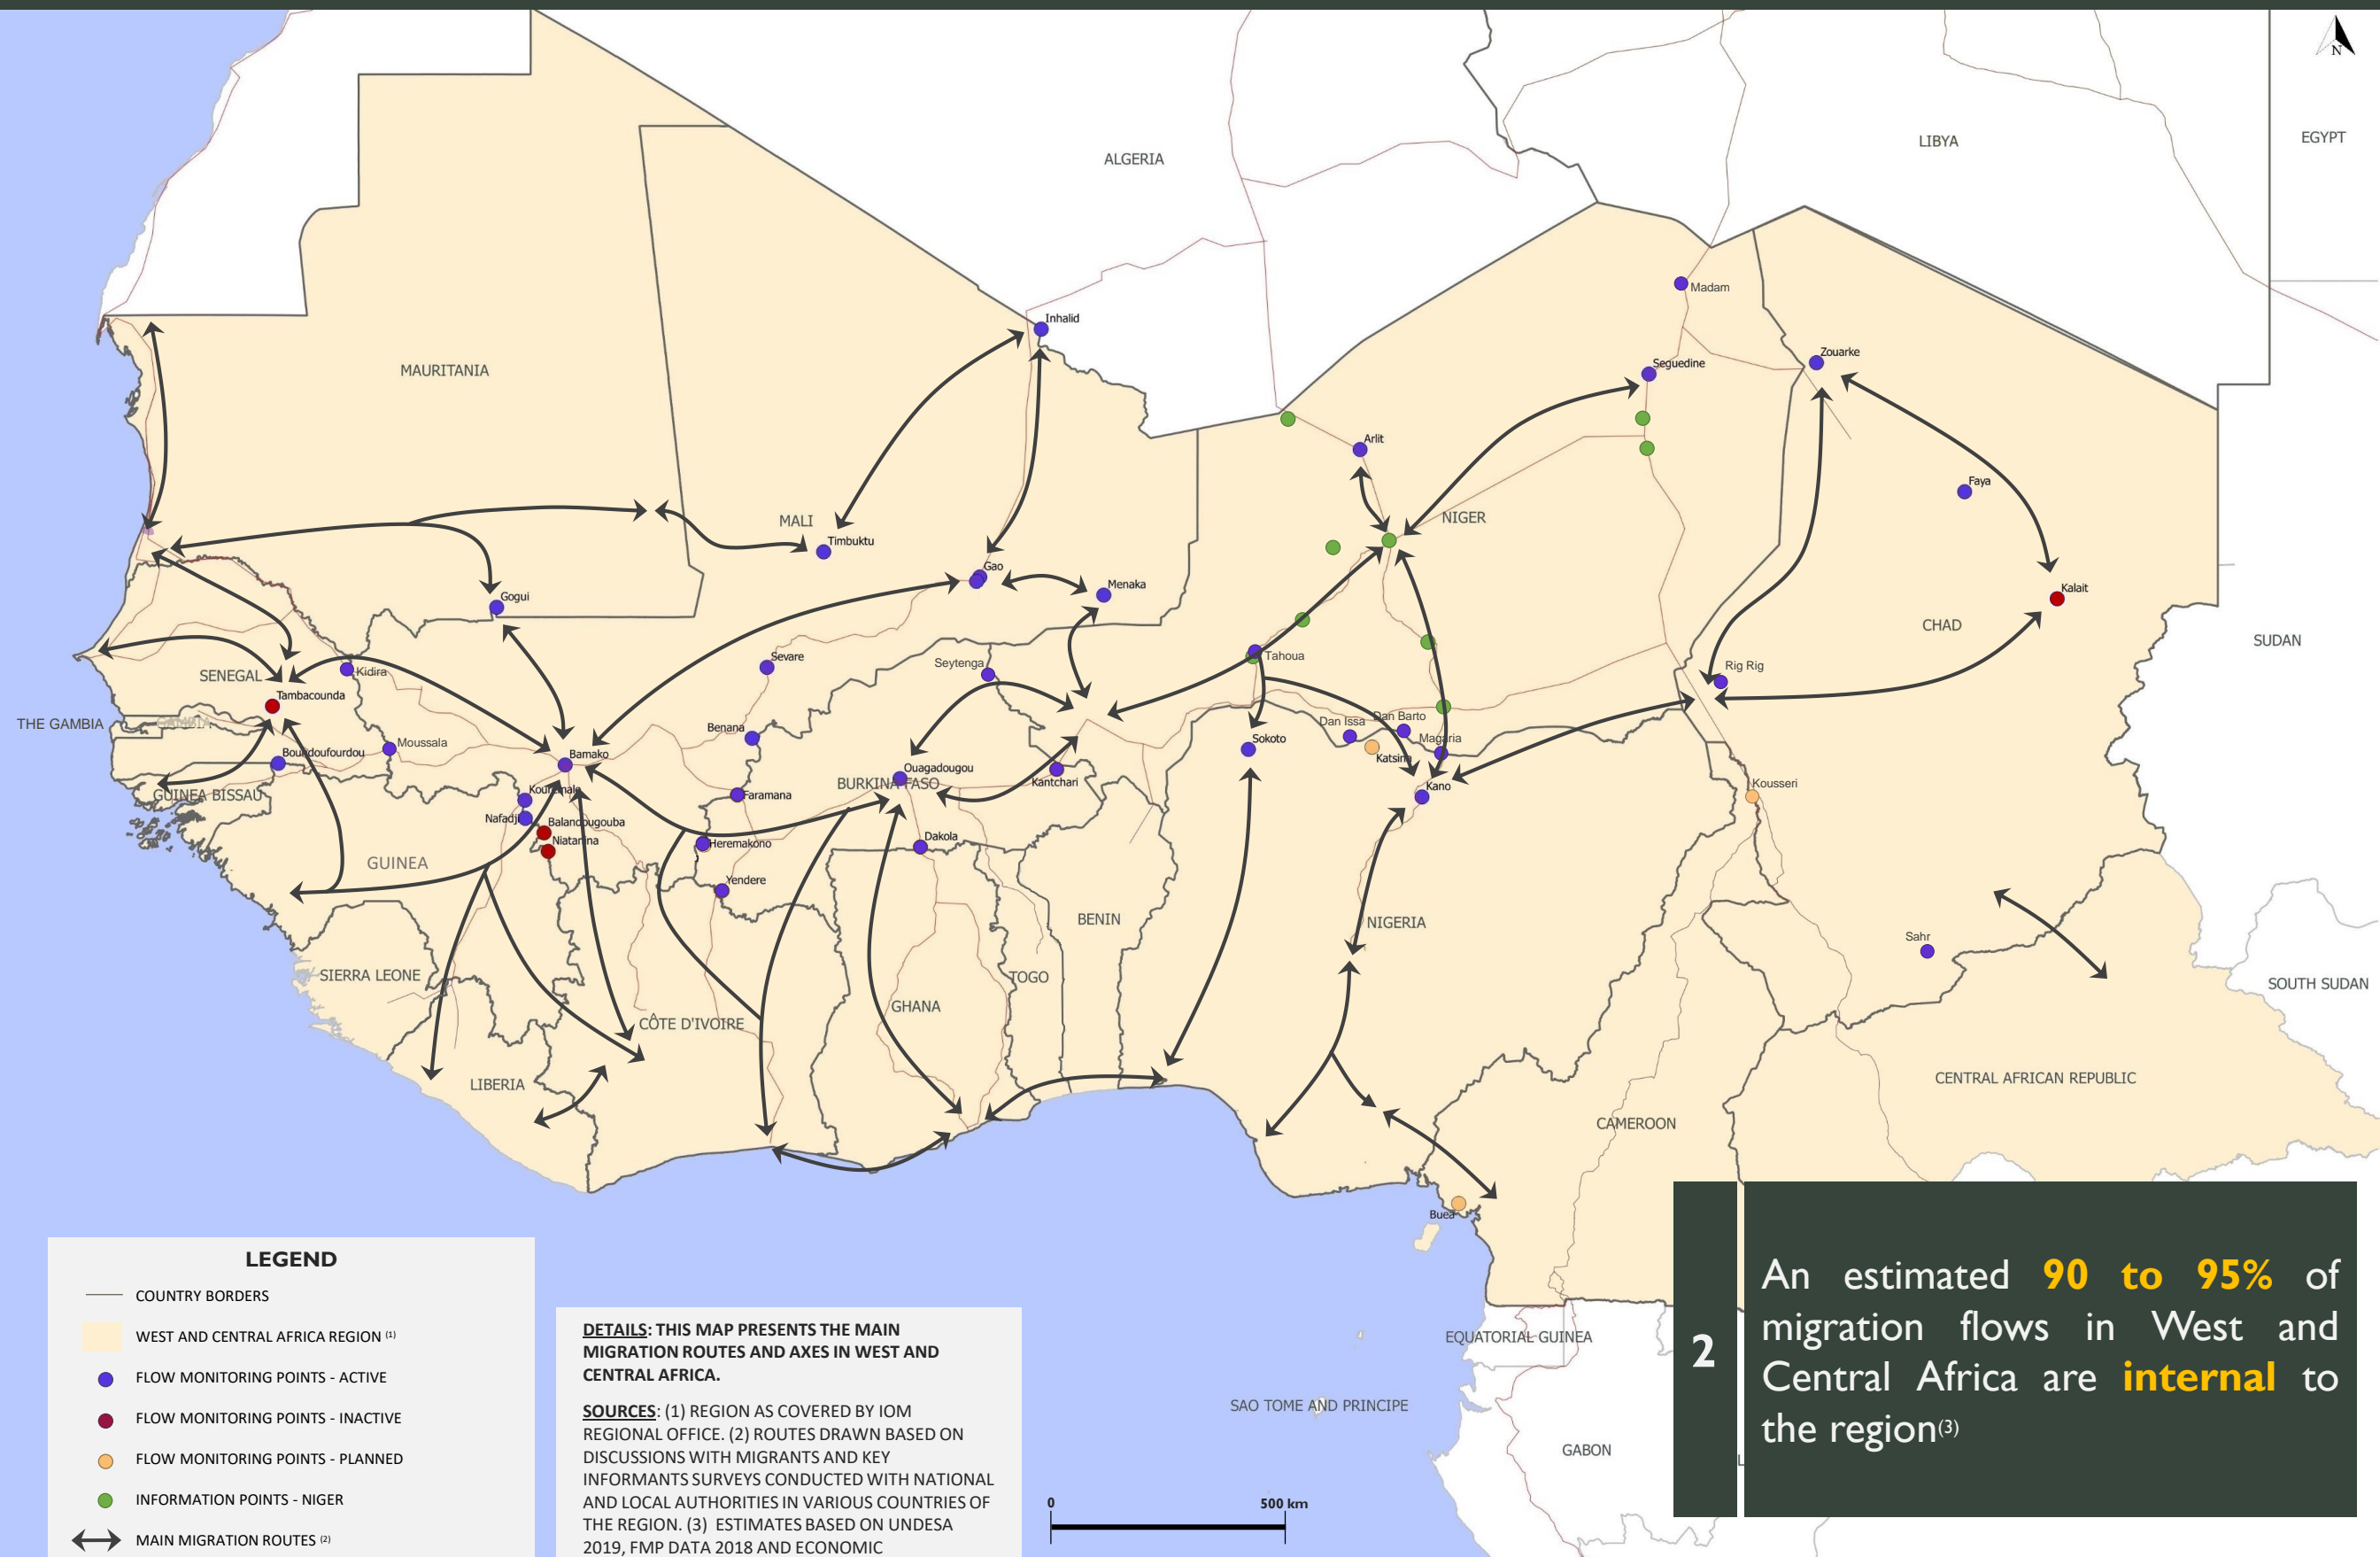 N
ALGERIA
LIBYA
EGYPT
Madam
Inhalid
MAURITANIA
Zouarke
Seguedine
Arlit
Faya
MALI
NIGER
Timbuktu
Gao
Menaka
Gogui
Kalait
CHAD
SUDAN
Sevare
Seytenga
Tahoua
Rig Rig
Kidira
SENEGAL
Tambacounda
THE GAMBIA
GAMBIA
Benana
Dan Issa
Dan Barto
Magaria
Sokoto
Katsina
Moussala
Bamako
Boundoufourdou
Ouagadougou
BURKINA FASO
Kantchari
Kano
Kousseri
GUINEA BISSAU
Kouremale
Faramana
Nafadji
Balandougouba
Niatanina
Heremakono
Dakola
GUINEA
Yendere
BENIN
NIGERIA
Sahr
SIERRA LEONE
TOGO
GHANA
SOUTH SUDAN
CÔTE D'IVOIRE
LIBERIA
CENTRAL AFRICAN REPUBLIC
CAMEROON
Buea
EQUATORIAL GUINEA
SAO TOME AND PRINCIPE
GABON
LEGEND
COUNTRY BORDERS
WEST AND CENTRAL AFRICA REGION (1)
FLOW MONITORING POINTS - ACTIVE
FLOW MONITORING POINTS - INACTIVE
FLOW MONITORING POINTS - PLANNED
INFORMATION POINTS - NIGER
MAIN MIGRATION ROUTES (2)
DETAILS: THIS MAP PRESENTS THE MAIN
MIGRATION ROUTES AND AXES IN WEST AND
CENTRAL AFRICA.
SOURCES: (1) REGION AS COVERED BY IOM
REGIONAL OFFICE. (2) ROUTES DRAWN BASED ON
DISCUSSIONS WITH MIGRANTS AND KEY
INFORMANTS SURVEYS CONDUCTED WITH NATIONAL
AND LOCAL AUTHORITIES IN VARIOUS COUNTRIES OF
THE REGION. (3) ESTIMATES BASED ON UNDESA
2019, FMP DATA 2018 AND ECONOMIC
0 500 km
2
An estimated 90 to 95% of
migration flows in West and
Central Africa are internal to
the region(3)